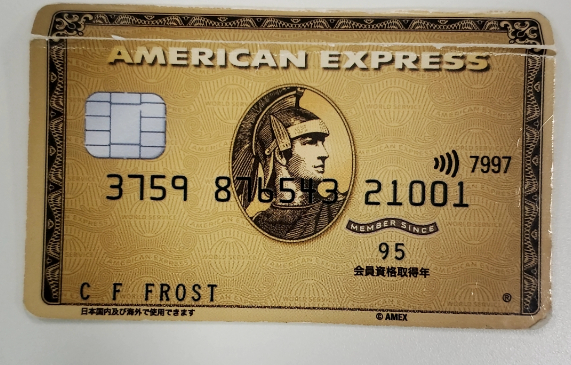 AMERICAN EXPRESS
7997
3759 876543 21001
MEMBER SINCE
95
会員資格取得年
C F FROST
®
日本国内及び海外で使用できます
© AMEX